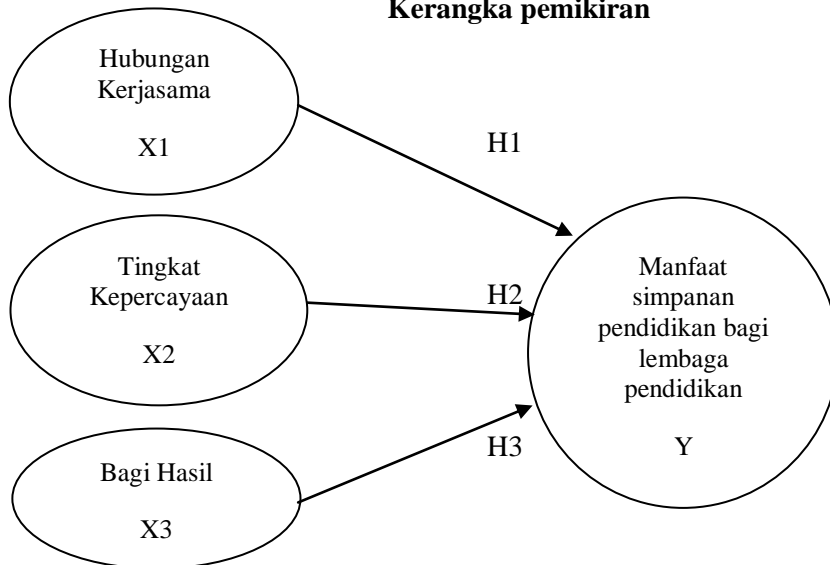 Kerangka pemikiran
Hubungan
Kerjasama
X1
H1
Tingkat
Kepercayaan
X2
H2
Bagi Hasil
X3
H3
Manfaat
simpanan
pendidikan bagi
lembaga
pendidikan
Y